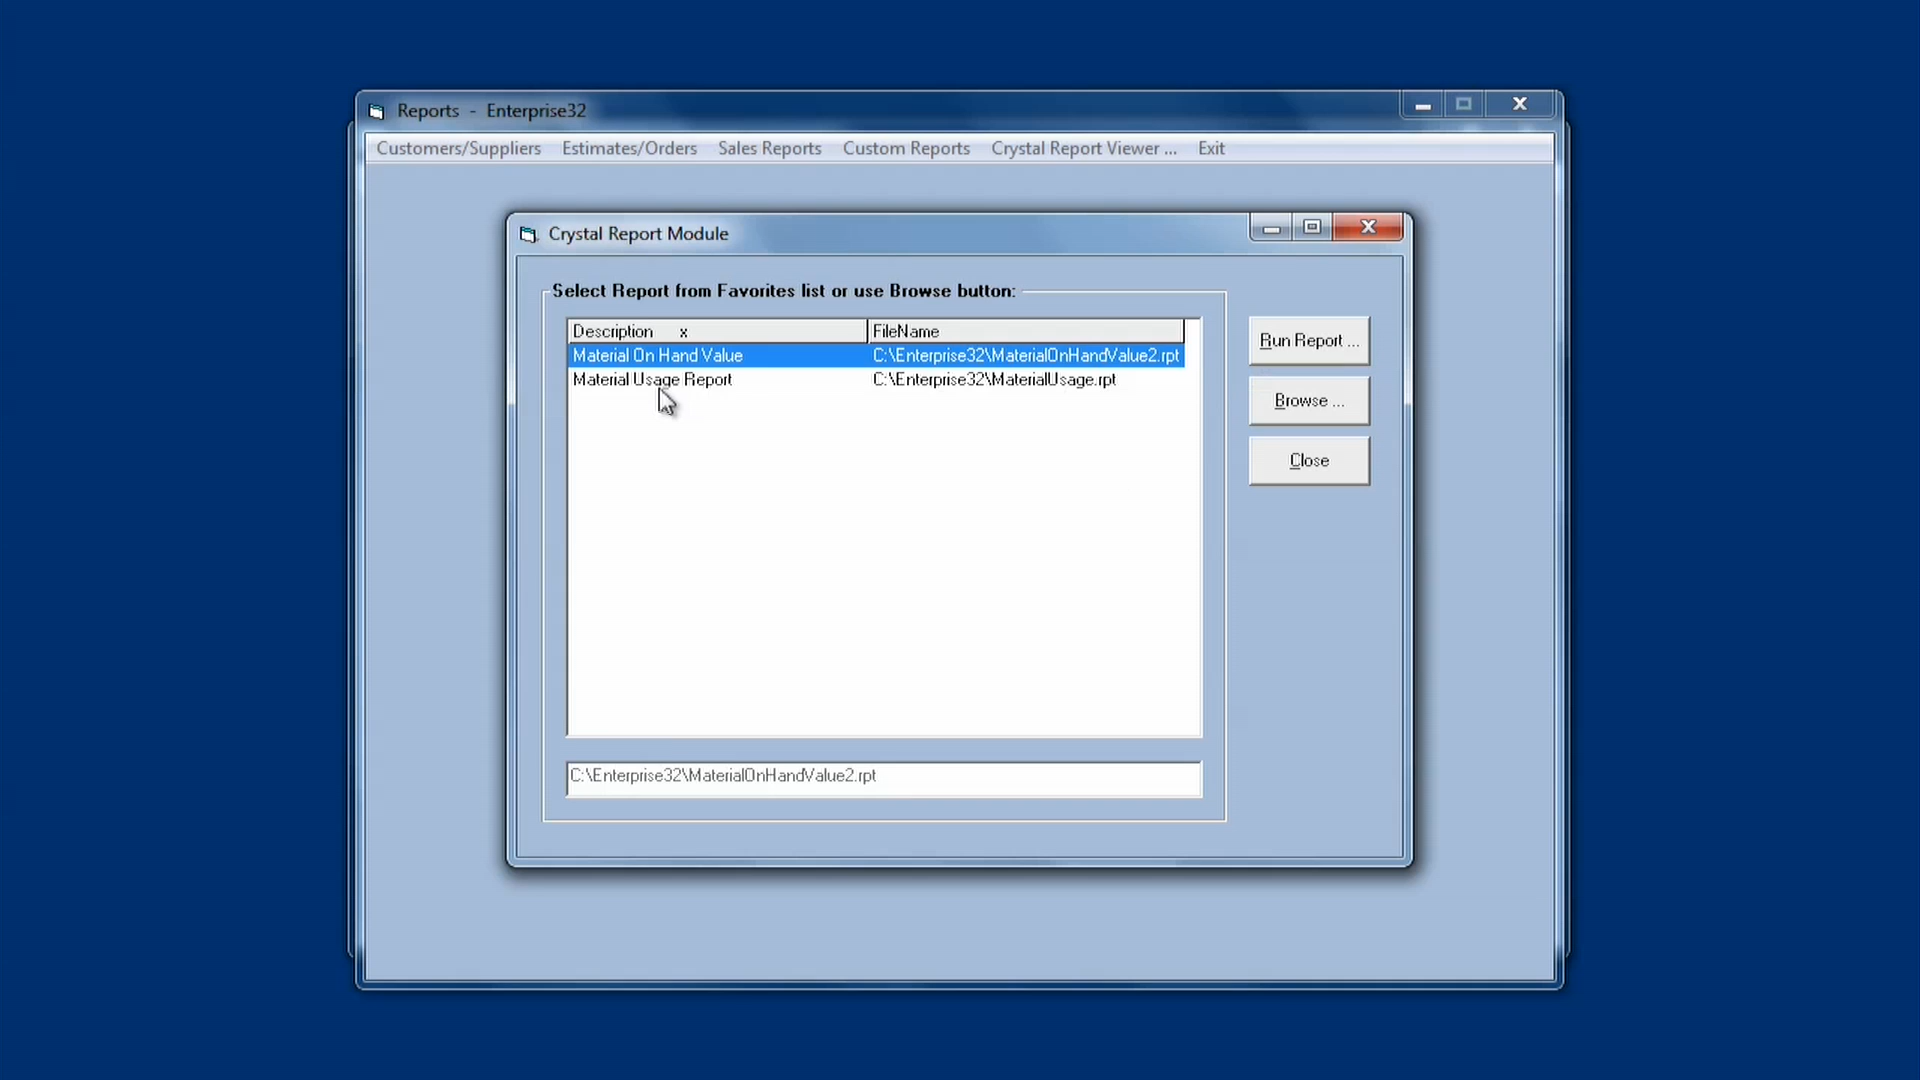 Reports - Enterprise32
Customers/Suppliers Estimates/Orders Sales Reports Custom Reports Crystal Report Viewer ... Exit
Crystal Report Module
Select Report from Favorites list or use Browse button:
Description x FileName
Material On Hand Value C:\Enterprise32\MaterialOnHandValue2.rpt
Material Usage Report C:\Enterprise32\MaterialUsage.rpt
C:\Enterprise32\MaterialOnHandValue2.rpt
Run Report ...
Browse ...
Close